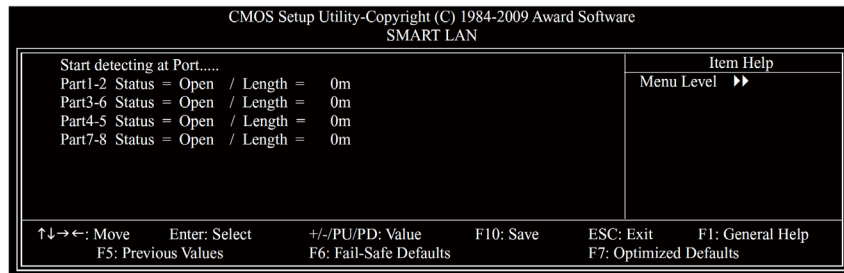 CMOS Setup Utility-Copyright (C) 1984-2009 Award Software
SMART LAN
Start detecting at Port.....
Part1-2 Status = Open / Length = 0m
Part3-6 Status = Open / Length = 0m
Part4-5 Status = Open / Length = 0m
Part7-8 Status = Open / Length = 0m
Item Help
Menu Level ▶▶
↑↓→←: Move Enter: Select +/-/PU/PD: Value F10: Save ESC: Exit F1: General Help
F5: Previous Values F6: Fail-Safe Defaults F7: Optimized Defaults